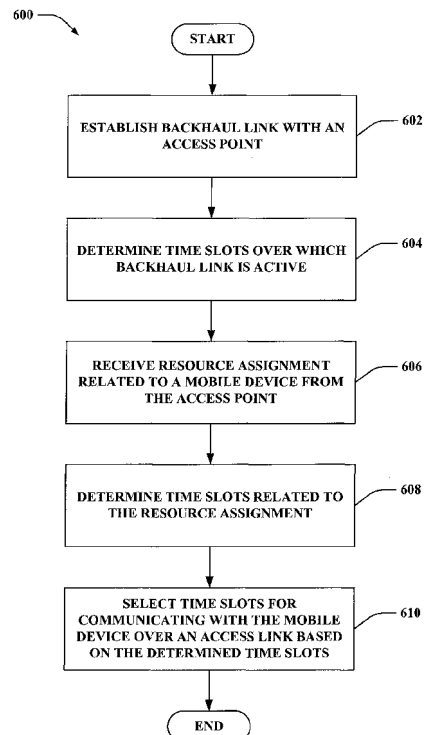 600
START
ESTABLISH BACKHAUL LINK WITH AN
ACCESS POINT
602
DETERMINE TIME SLOTS OVER WHICH
BACKHAUL LINK IS ACTIVE
604
RECEIVE RESOURCE ASSIGNMENT
RELATED TO A MOBILE DEVICE FROM
THE ACCESS POINT
606
DETERMINE TIME SLOTS RELATED TO
THE RESOURCE ASSIGNMENT
608
SELECT TIME SLOTS FOR
COMMUNICATING WITH THE MOBILE
DEVICE OVER AN ACCESS LINK BASED
ON THE DETERMINED TIME SLOTS
610
END